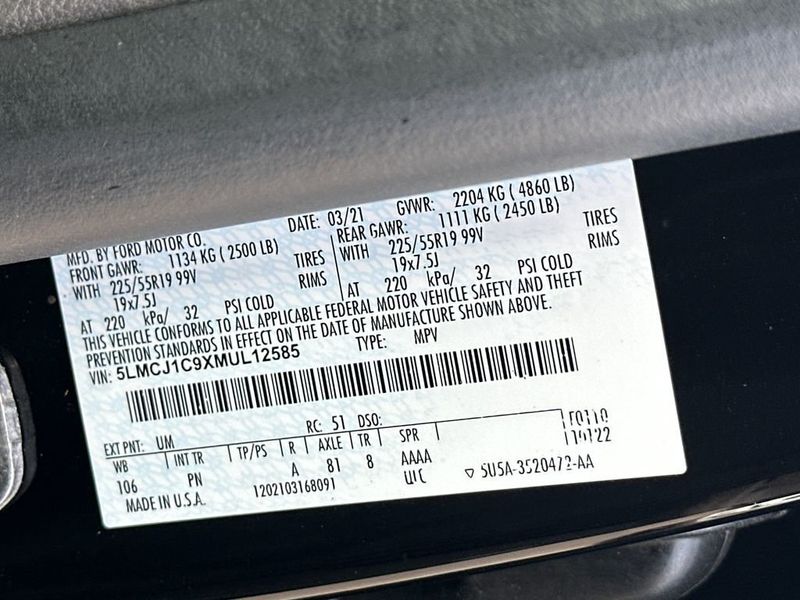 MFD. BY FORD MOTOR CO. DATE: 03/21 GVWR: 2204 KG ( 4860 LB)
FRONT GAWR: 1134 KG ( 2500 LB) REAR GAWR: 1111 KG ( 2450 LB)
WITH 225/55R19 99V TIRES WITH 225/55R19 99V TIRES
19x7.5J RIMS 19x7.5J RIMS
AT 220 kPa/ 32 PSI COLD AT 220 kPa/ 32 PSI COLD
THIS VEHICLE CONFORMS TO ALL APPLICABLE FEDERAL MOTOR VEHICLE SAFETY AND THEFT
PREVENTION STANDARDS IN EFFECT ON THE DATE OF MANUFACTURE SHOWN ABOVE.
VIN: 5LMCJ1C9XMUL12585 TYPE: MPV
EXT PNT: UM RC: 51 DSO:
WB INT TR TP/PS R AXLE TR SPR
106 PN A 81 8 AAAA
MADE IN U.S.A. 1202103168091